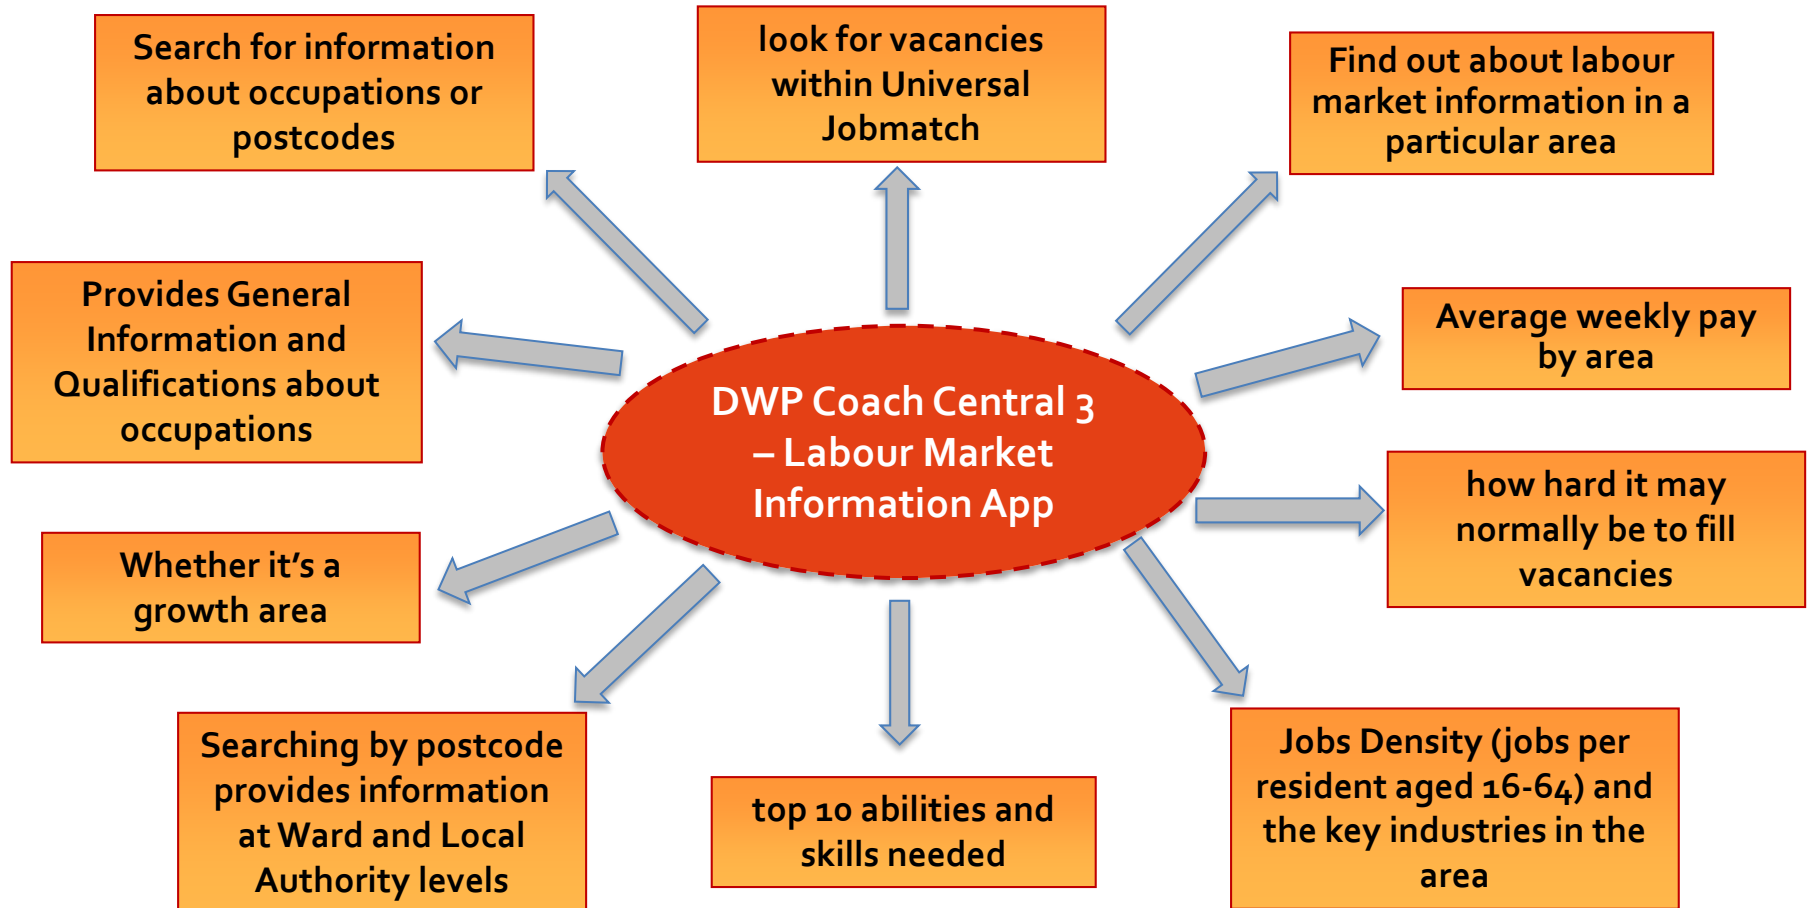 Search for information
about occupations or
postcodes
look for vacancies
within Universal
Jobmatch
Find out about labour
market information in a
particular area
Provides General
Information and
Qualifications about
occupations
Average weekly pay
by area
DWP Coach Central 3
– Labour Market
Information App
how hard it may
normally be to fill
vacancies
Whether it’s a
growth area
Searching by postcode
provides information
at Ward and Local
Authority levels
top 10 abilities and
skills needed
Jobs Density (jobs per
resident aged 16-64) and
the key industries in the
area